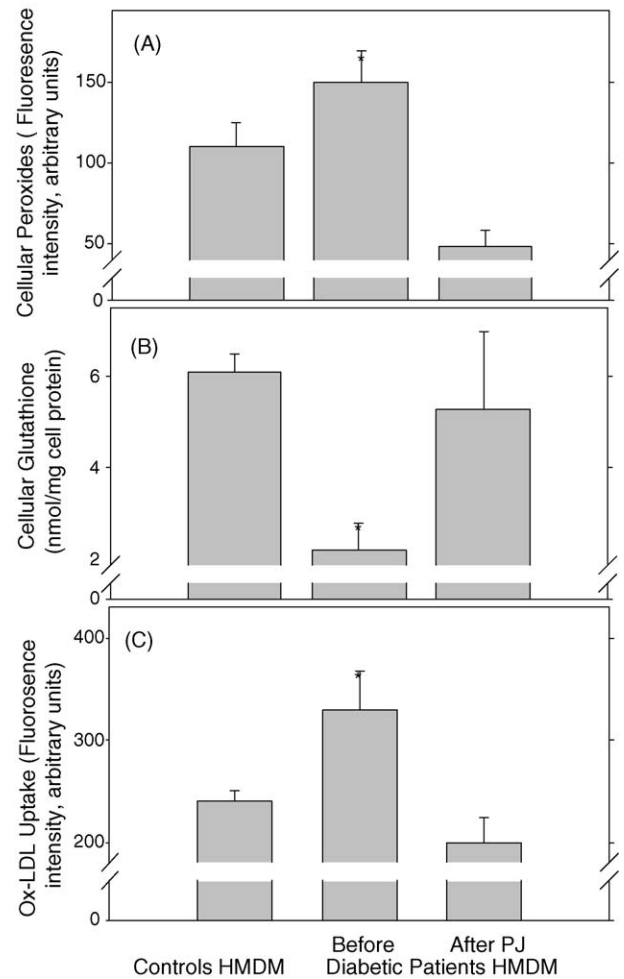 (A)
Cellular Peroxides ( Fluoresence
intensity, arbitrary units)
150
100
50
0
*
(B)
Cellular Glutathione
(nmol/mg cell protein)
6
4
2
0
*
(C)
Ox-LDL Uptake (Fluorosence
intensity, arbitrary units)
400
300
200
0
*
Before After PJ
Controls HMDM Diabetic Patients HMDM